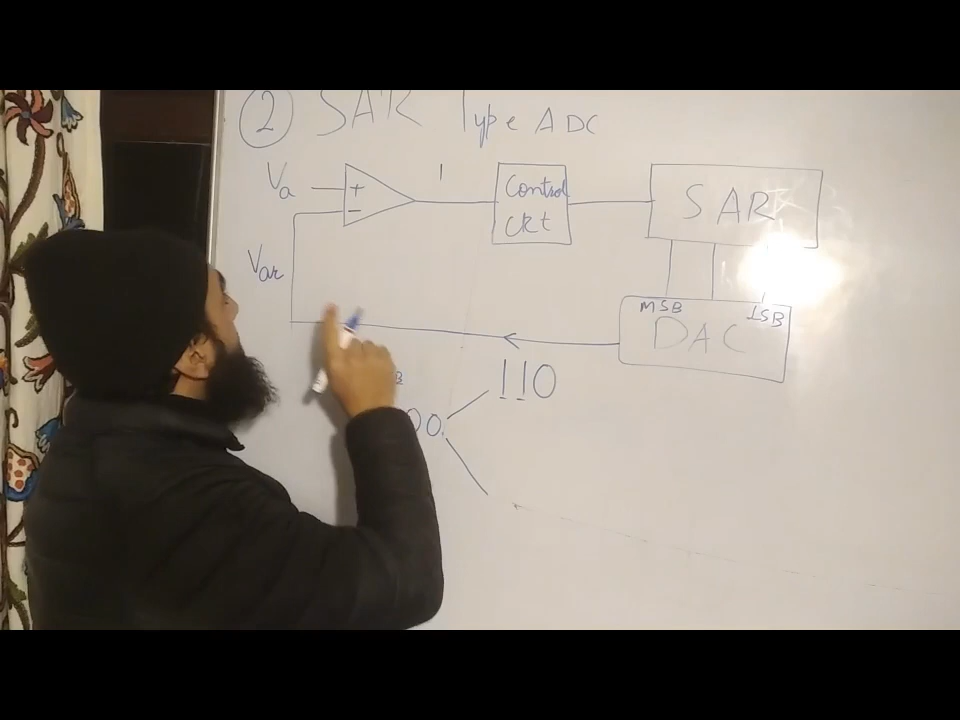 2 SAR Type ADC
Va + 1 Control SAR
- CKt
Var
MSB LSB
DAC
B 110
00